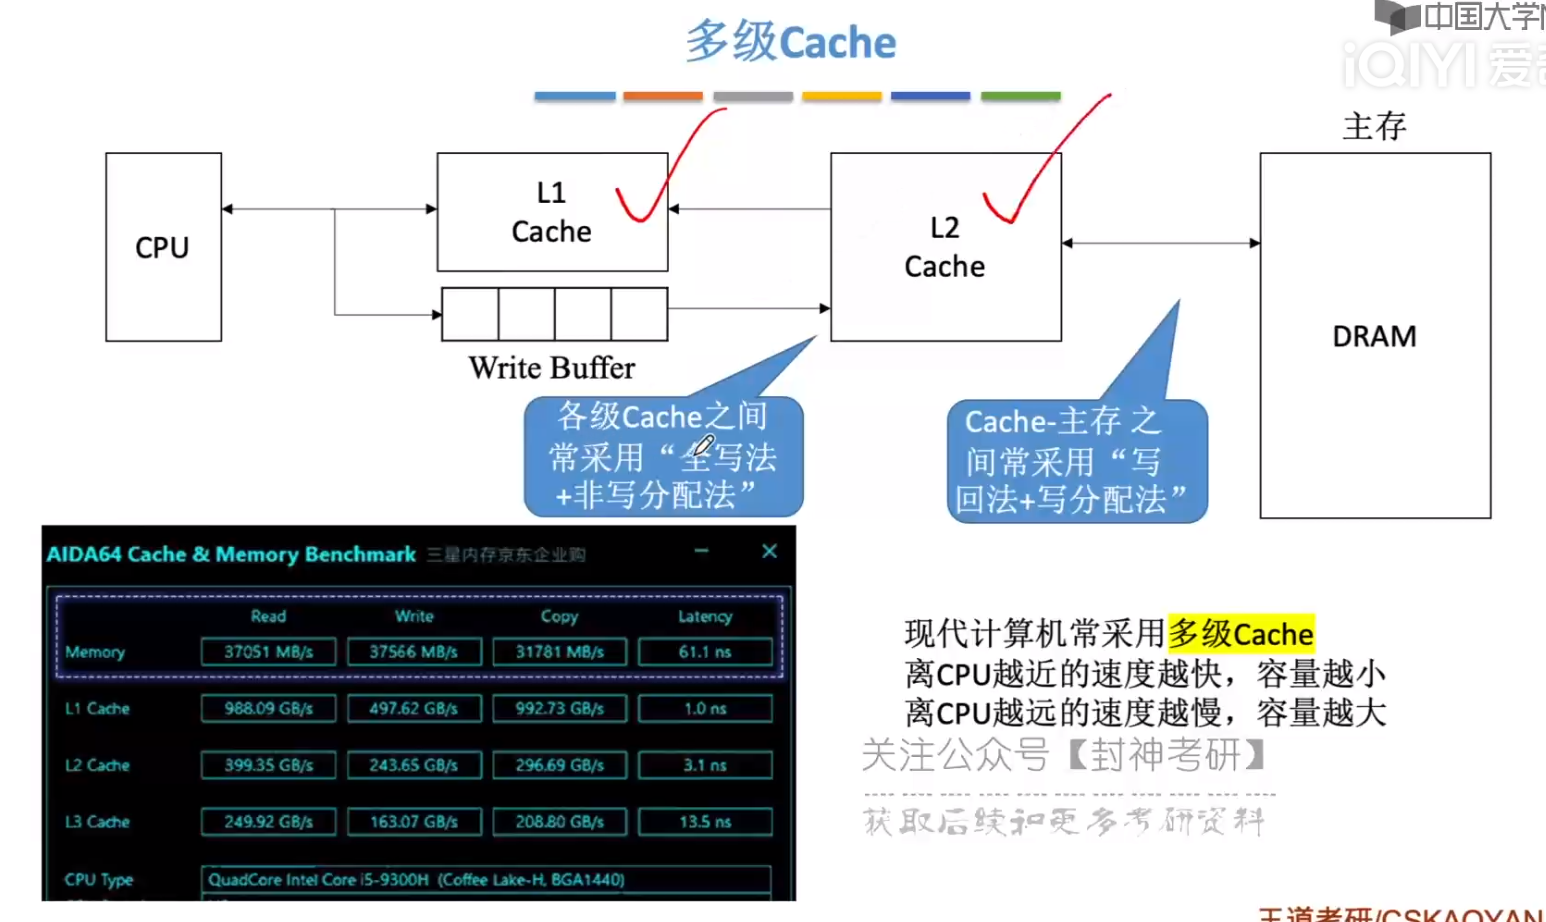 中国大学
iQIYI 爱奇
多级Cache
主存
CPU
L1
Cache
L2
Cache
DRAM
Write Buffer
各级Cache之间
常采用“全写法
+非写分配法”
Cache-主存 之
间常采用“写
回法+写分配法”
AIDA64 Cache & Memory Benchmark 三星内存京东企业购
Read Write Copy Latency
Memory 37051 MB/s 37566 MB/s 31781 MB/s 61.1 ns
L1 Cache 988.09 GB/s 497.62 GB/s 992.73 GB/s 1.0 ns
L2 Cache 399.35 GB/s 243.65 GB/s 296.69 GB/s 3.1 ns
L3 Cache 249.92 GB/s 163.07 GB/s 208.80 GB/s 13.5 ns
CPU Type QuadCore Intel Core i5-9300H (Coffee Lake-H, BGA1440)
现代计算机常采用多级Cache
离CPU越近的速度越快，容量越小
离CPU越远的速度越慢，容量越大
关注公众号【封神考研】
获取后续和更多考研资料
王道考研/CSKAOYAN